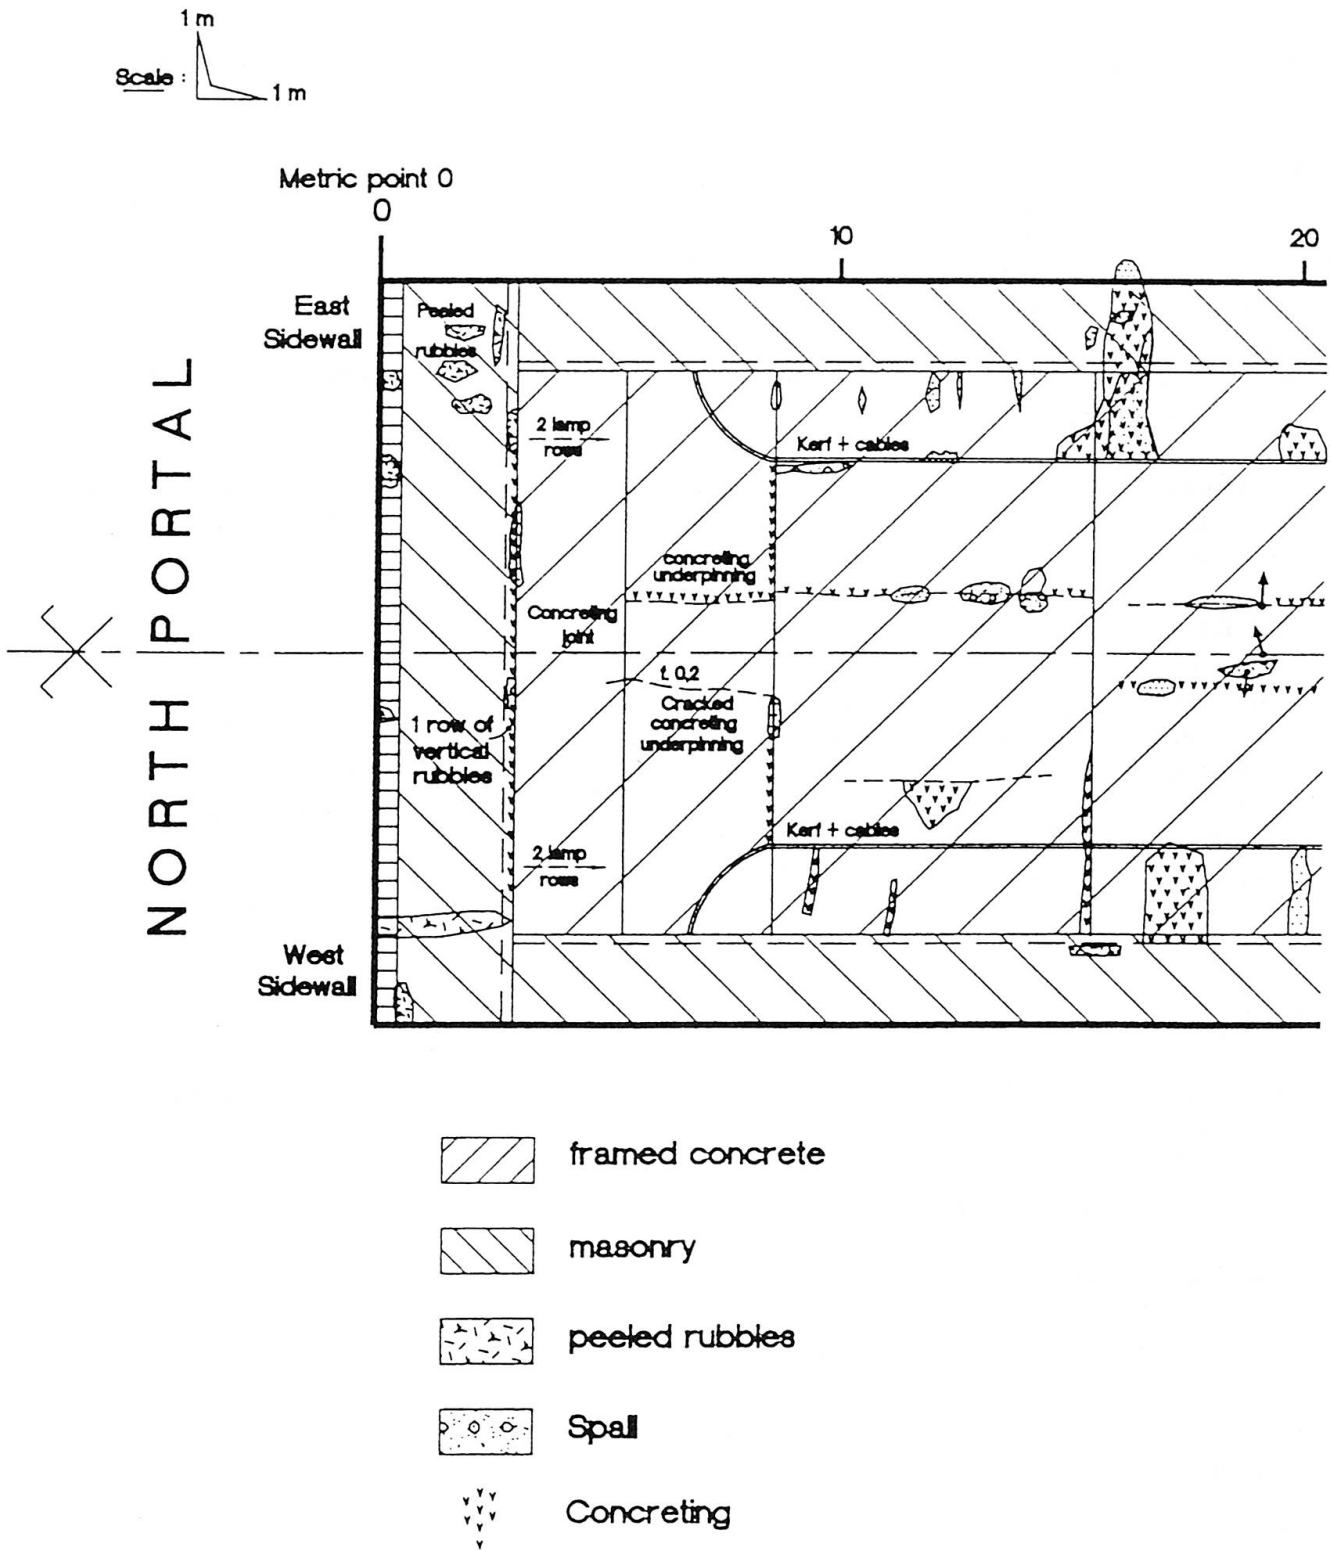 1 m
Scale :
1 m
Metric point 0
0
10
20
East
Sidewall
Peeled
rubbles
2 lamp
rows
Kerf + cables
NORTH PORTAL
concreting
underpinning
Concreting
joint
f. 0,2
Cracked
concreting
underpinning
1 row of
vertical
rubbles
Kerf + cables
2 lamp
rows
West
Sidewall
framed concrete
masonry
peeled rubbles
Spall
Concreting